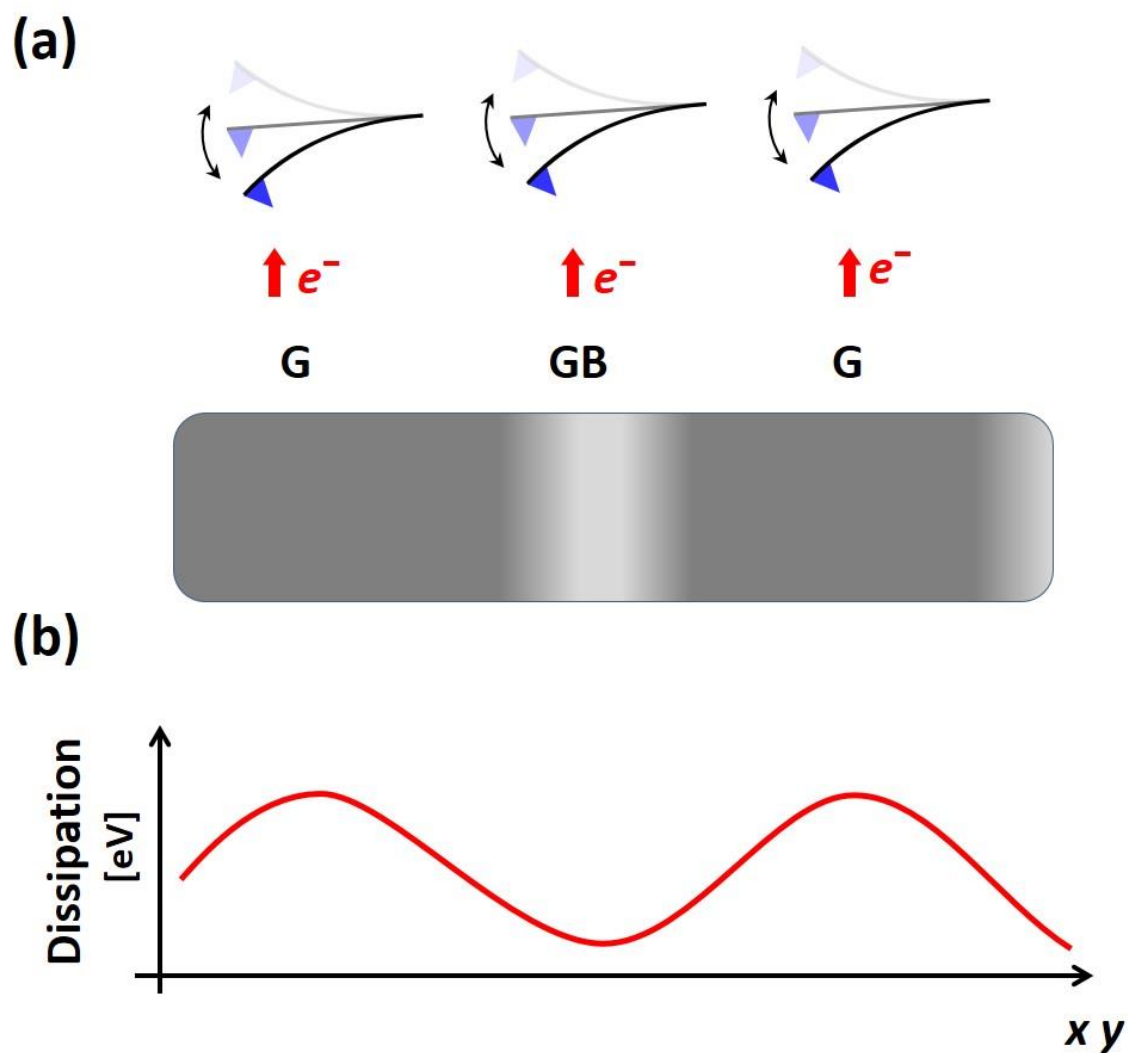 (a)
e⁻ e⁻ e⁻
G GB G
(b)
Dissipation
[eV]
x y